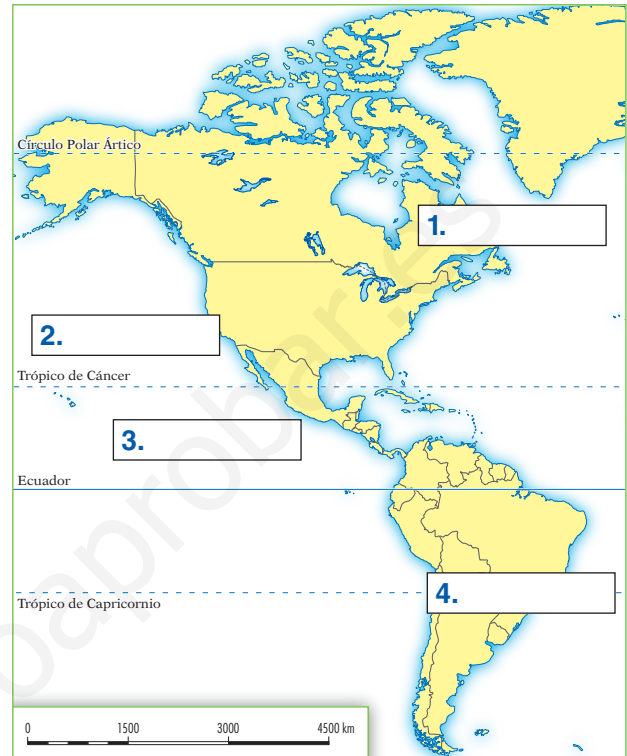 Círculo Polar Ártico
1.
2.
Trópico de Cáncer
3.
Ecuador
4.
Trópico de Capricornio
0 1500 3000 4500 km